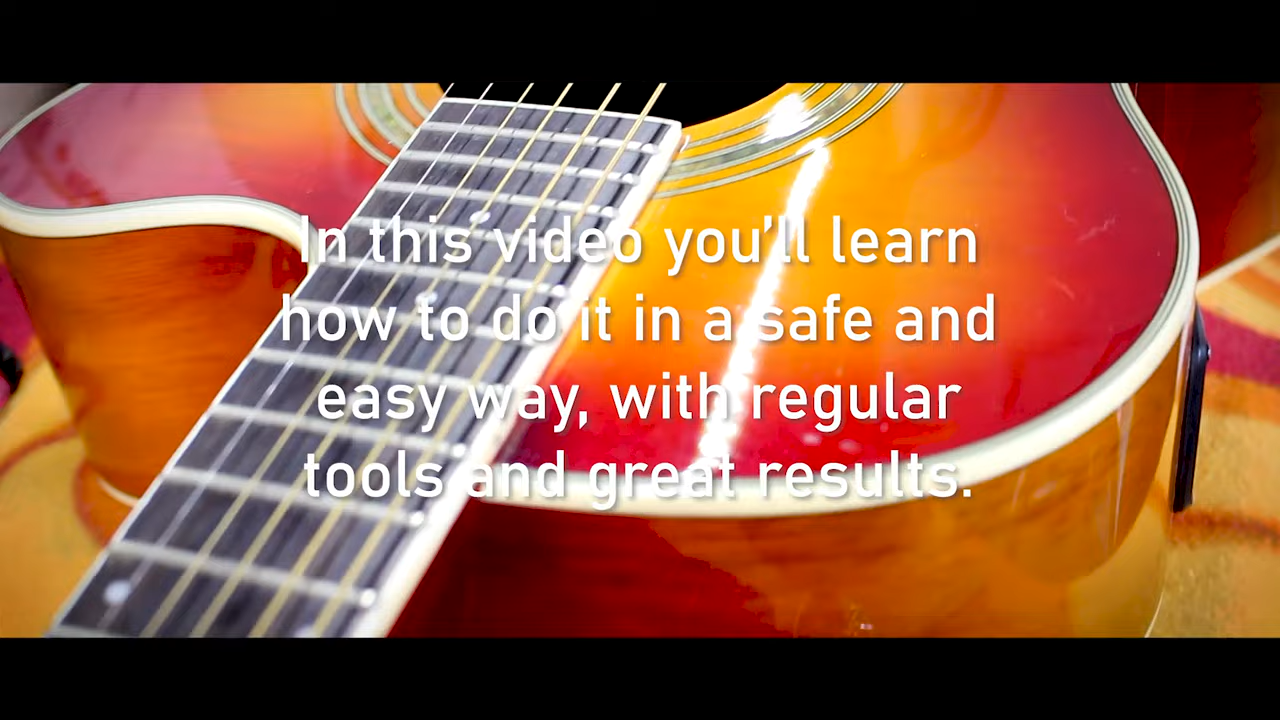 In this video you'll learn
how to do it in a safe and
easy way, with regular
tools and great results.